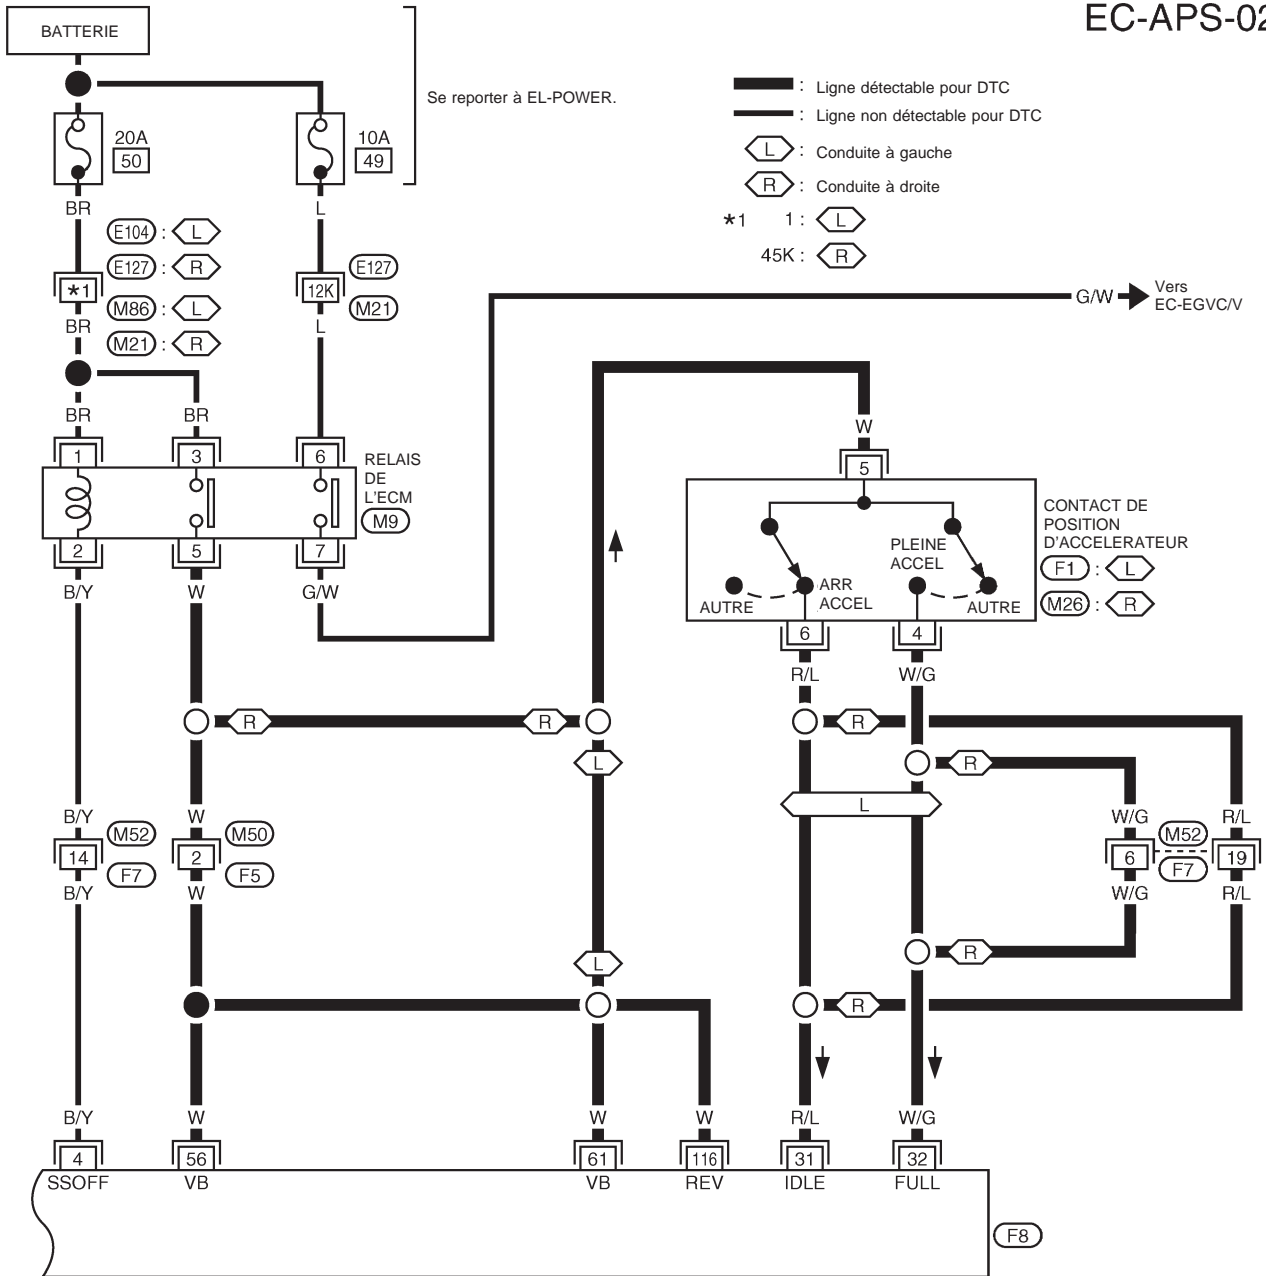 EC-APS-02
BATTERIE
Se reporter à EL-POWER.
: Ligne détectable pour DTC
: Ligne non détectable pour DTC
L : Conduite à gauche
R : Conduite à droite
*1 1 : L
45K : R
20A
50
10A
49
BR
L
E104 : L
E127 : R
M86 : L
M21 : R
*1
12K
E127
M21
BR
L
G/W
Vers
EC-EGVC/V
BR
BR
W
1
3
6
RELAIS
DE
L'ECM
M9
2
5
7
B/Y
W
G/W
5
CONTACT DE
POSITION
D'ACCELERATEUR
F1 : L
M26 : R
PLEINE
ACCEL
AUTRE
ARR
ACCEL
AUTRE
6
4
R/L
W/G
R
R
R
L
R
L
B/Y
W
W/G
R/L
14
M52
F7
2
M50
F5
6
M52
F7
19
B/Y
W
W/G
R/L
L
R
R
B/Y
W
W
W
R/L
W/G
4
56
61
116
31
32
SSOFF
VB
VB
REV
IDLE
FULL
F8